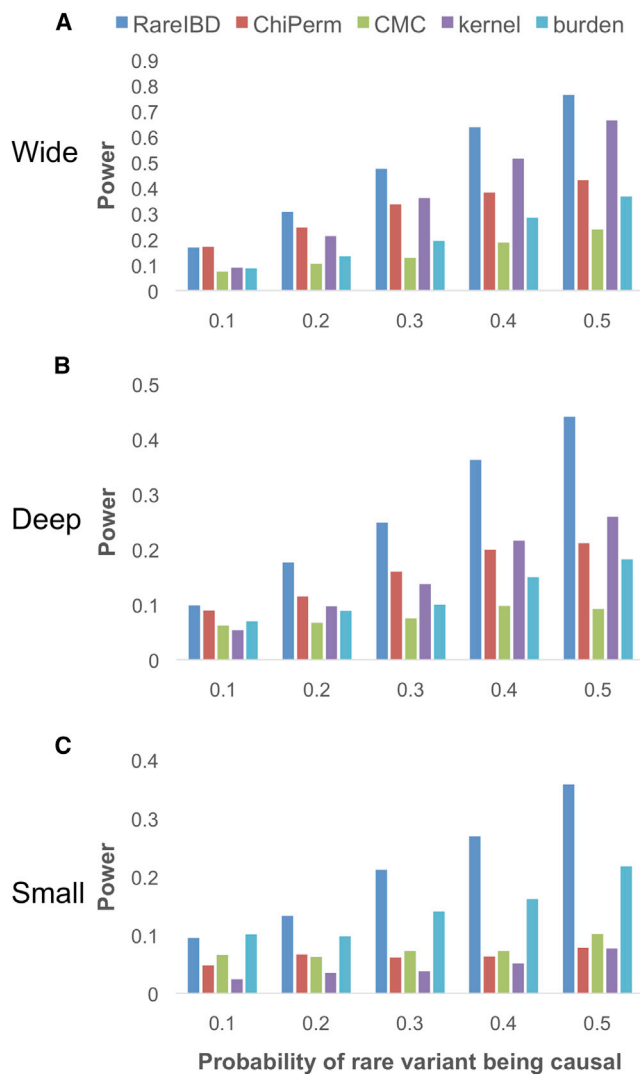 A
RareIBD ChiPerm CMC kernel burden
Wide
Power
0.9
0.8
0.7
0.6
0.5
0.4
0.3
0.2
0.1
0
0.1 0.2 0.3 0.4 0.5
B
Deep
Power
0.5
0.4
0.3
0.2
0.1
0
0.1 0.2 0.3 0.4 0.5
C
Small
Power
0.4
0.3
0.2
0.1
0
0.1 0.2 0.3 0.4 0.5
Probability of rare variant being causal